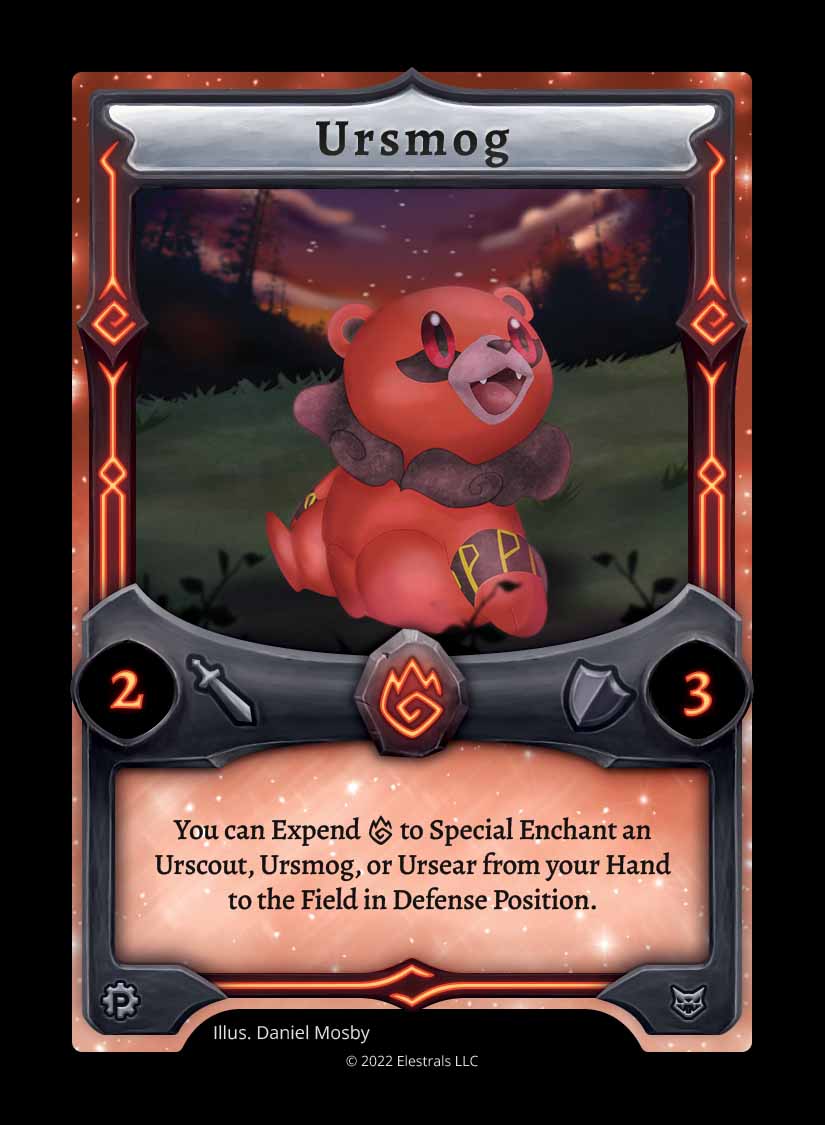 Ursmog
2
3
You can Expend to Special Enchant an
Urscout, Ursmog, or Ursear from your Hand
to the Field in Defense Position.
P
Illus. Daniel Mosby
© 2022 Elestrals LLC